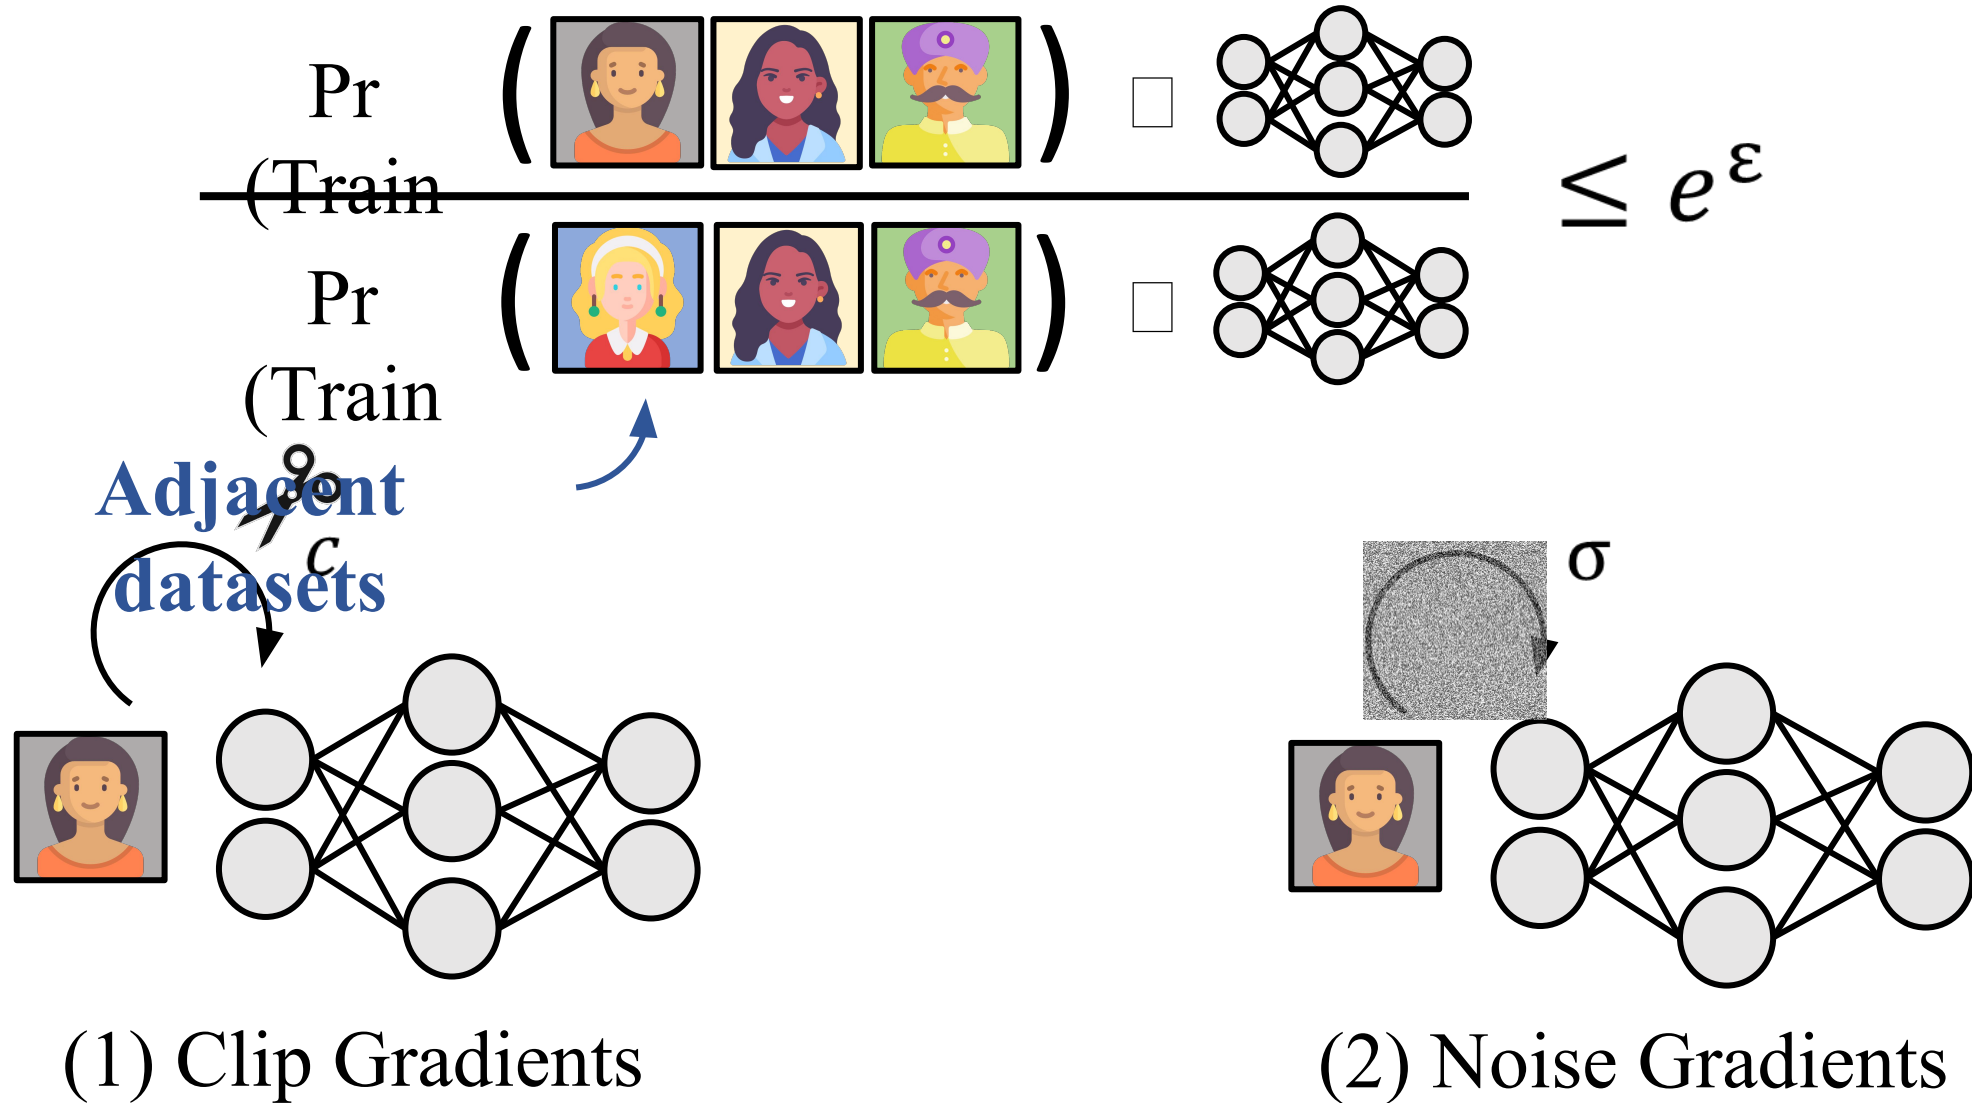 Pr
(Train
( ) □
≤ e^ε
Pr
(Train
( ) □
Adjacent
datasets
c
σ
(1) Clip Gradients
(2) Noise Gradients